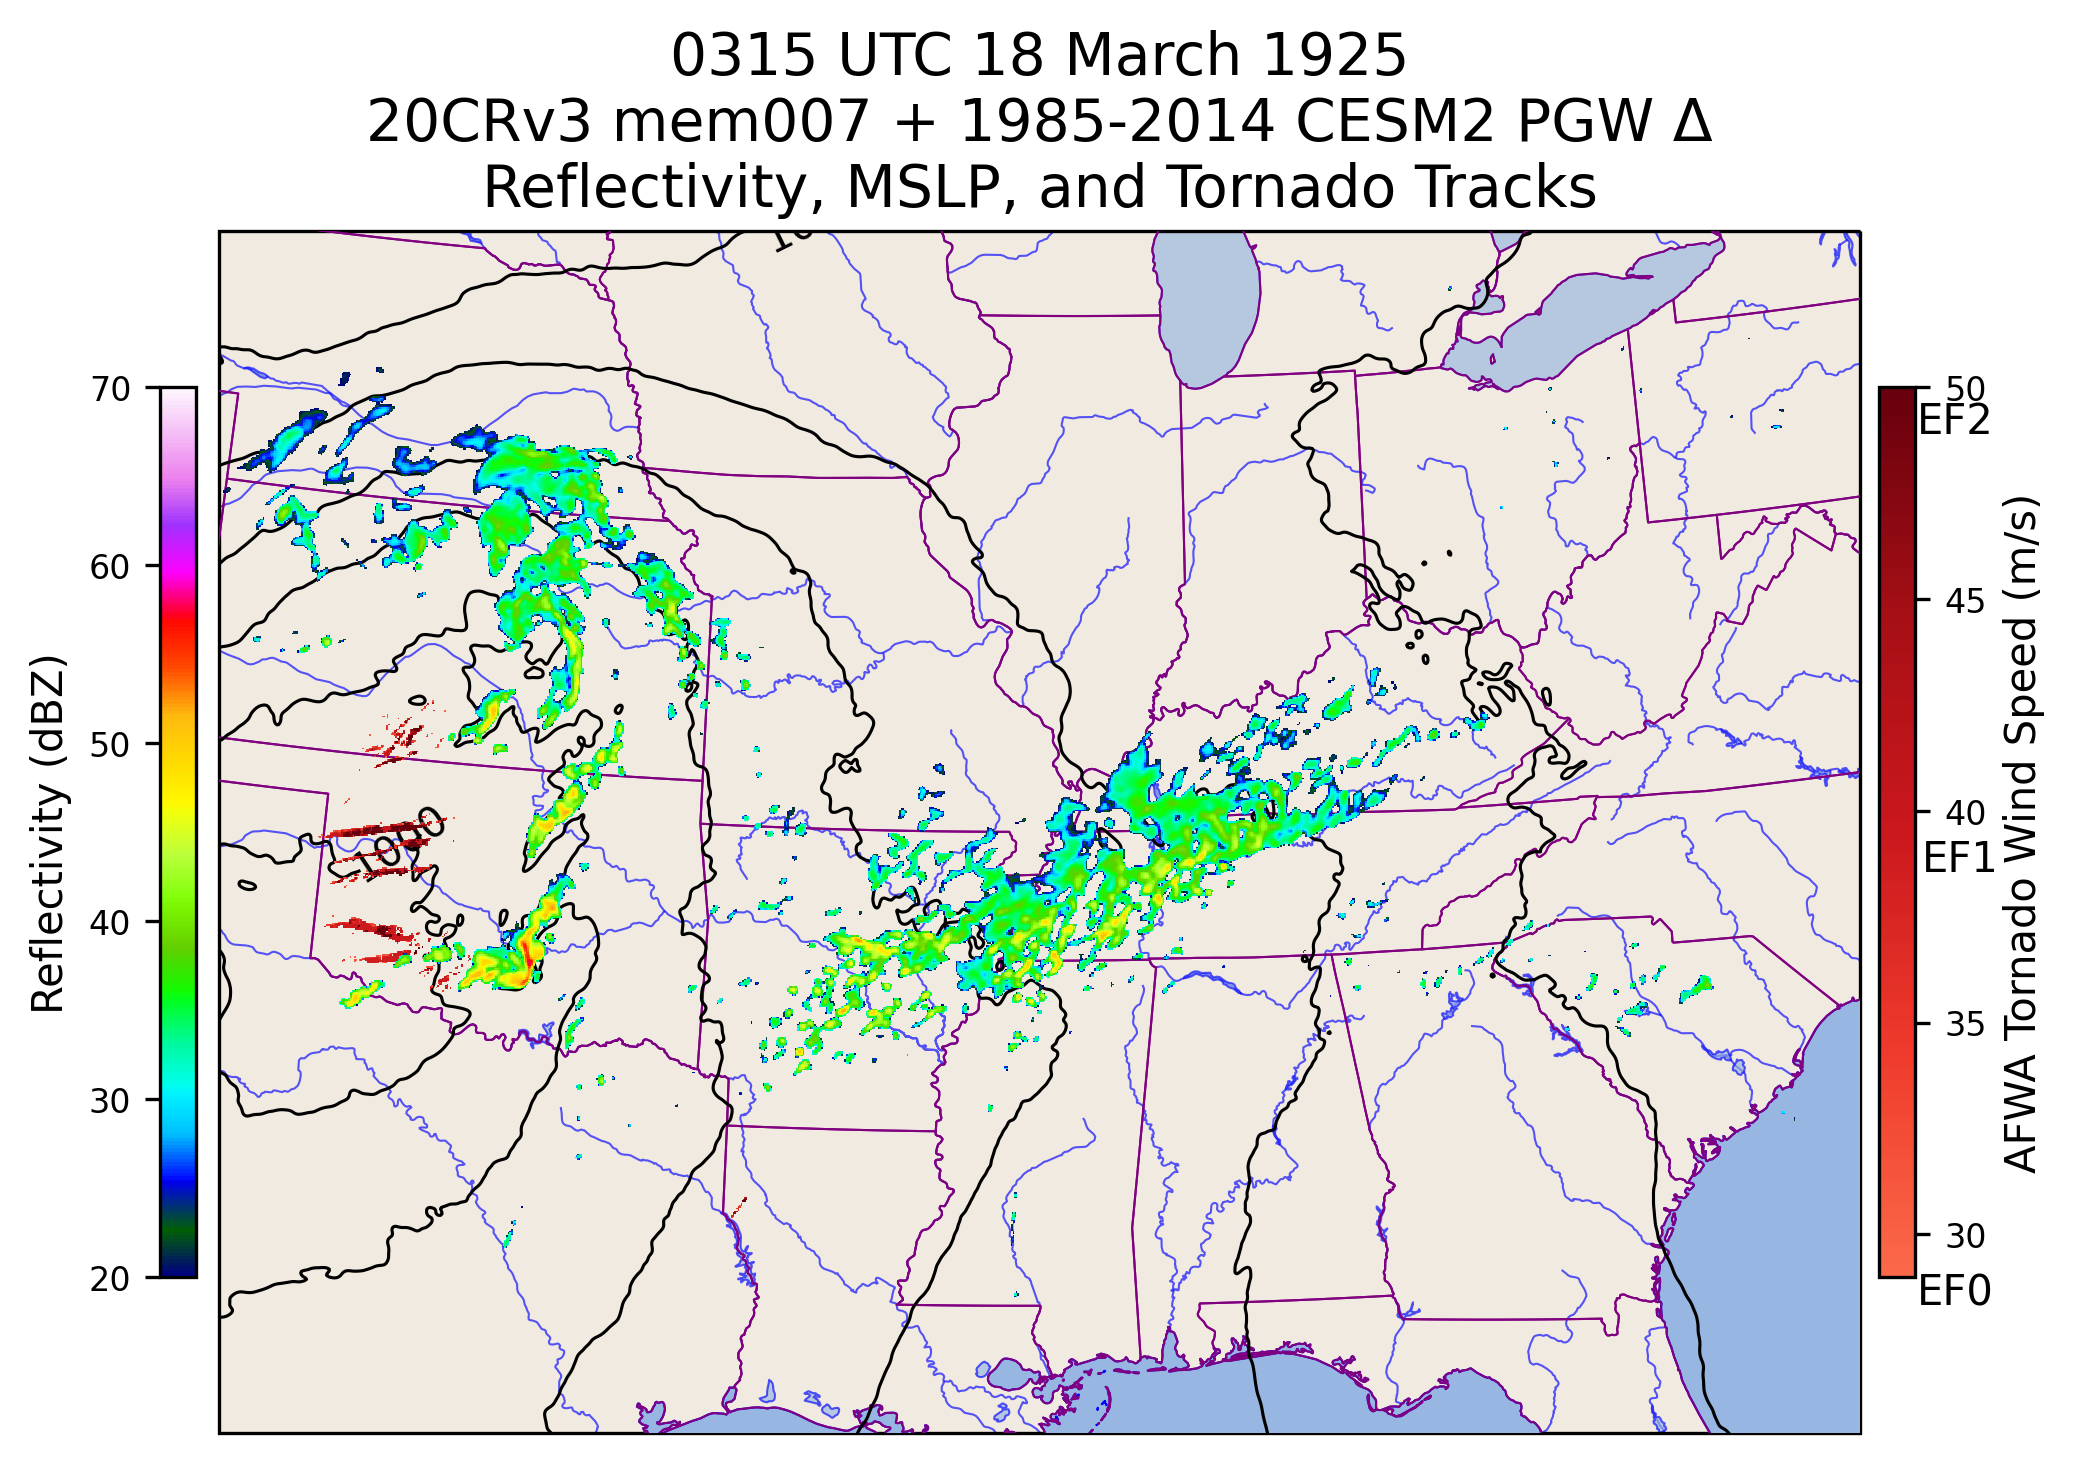 0315 UTC 18 March 1925
20CRv3 mem007 + 1985-2014 CESM2 PGW Δ
Reflectivity, MSLP, and Tornado Tracks
70
60
50
40
30
20
Reflectivity (dBZ)
1000
50
EF2
45
40
EF1
35
30
EF0
AFWA Tornado Wind Speed (m/s)